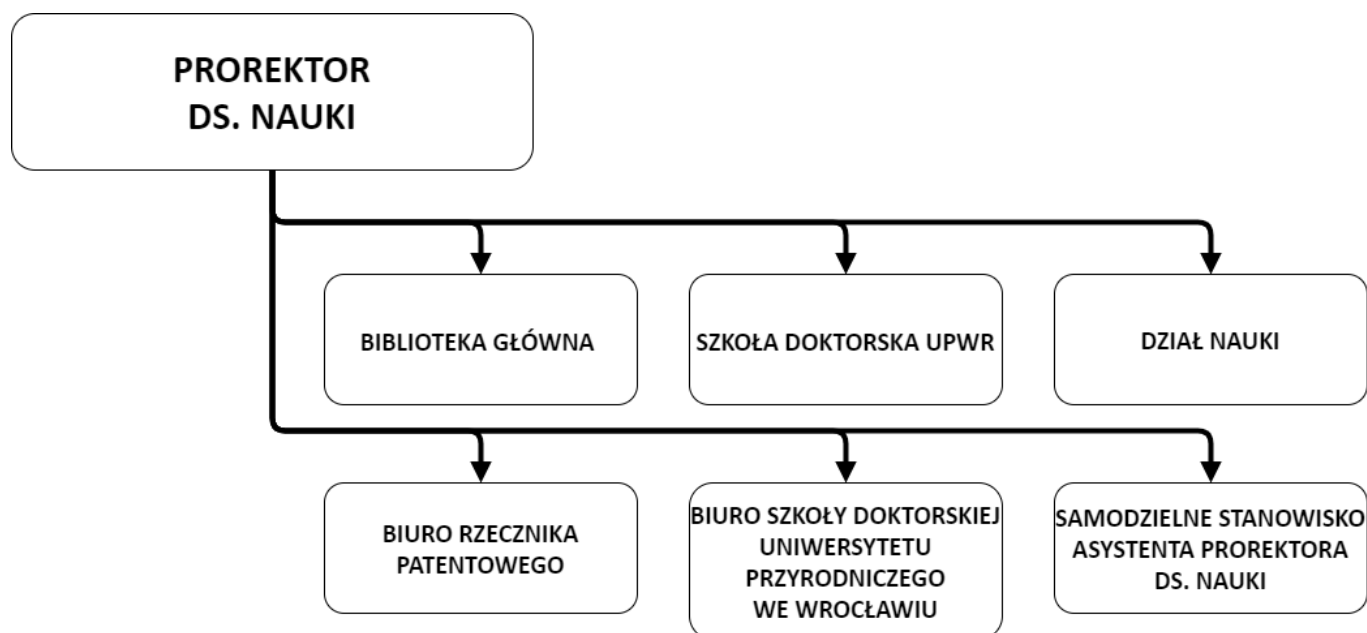 PROREKTOR
DS. NAUKI
BIBLIOTEKA GŁÓWNA
SZKOŁA DOKTORSKA UPWR
DZIAŁ NAUKI
BIURO RZECZNIKA
PATENTOWEGO
BIURO SZKOŁY DOKTORSKIEJ
UNIWERSYTETU
PRZYRODNICZEGO
WE WROCŁAWIU
SAMODZIELNE STANOWISKO
ASYSTENTA PROREKTORA
DS. NAUKI